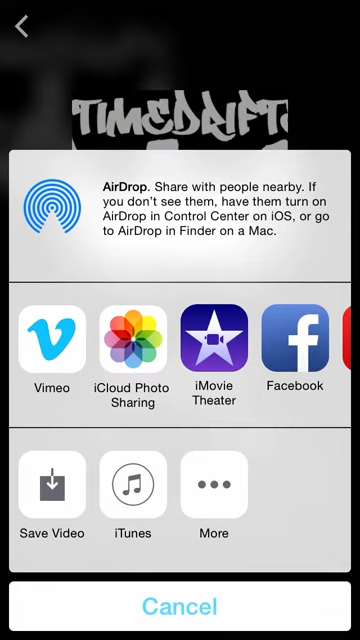 TIMEDRIFT
AirDrop. Share with people nearby. If
you don't see them, have them turn on
AirDrop in Control Center on iOS, or go
to AirDrop in Finder on a Mac.
Vimeo
iCloud Photo
Sharing
iMovie
Theater
Facebook
Save Video
iTunes
More
Cancel